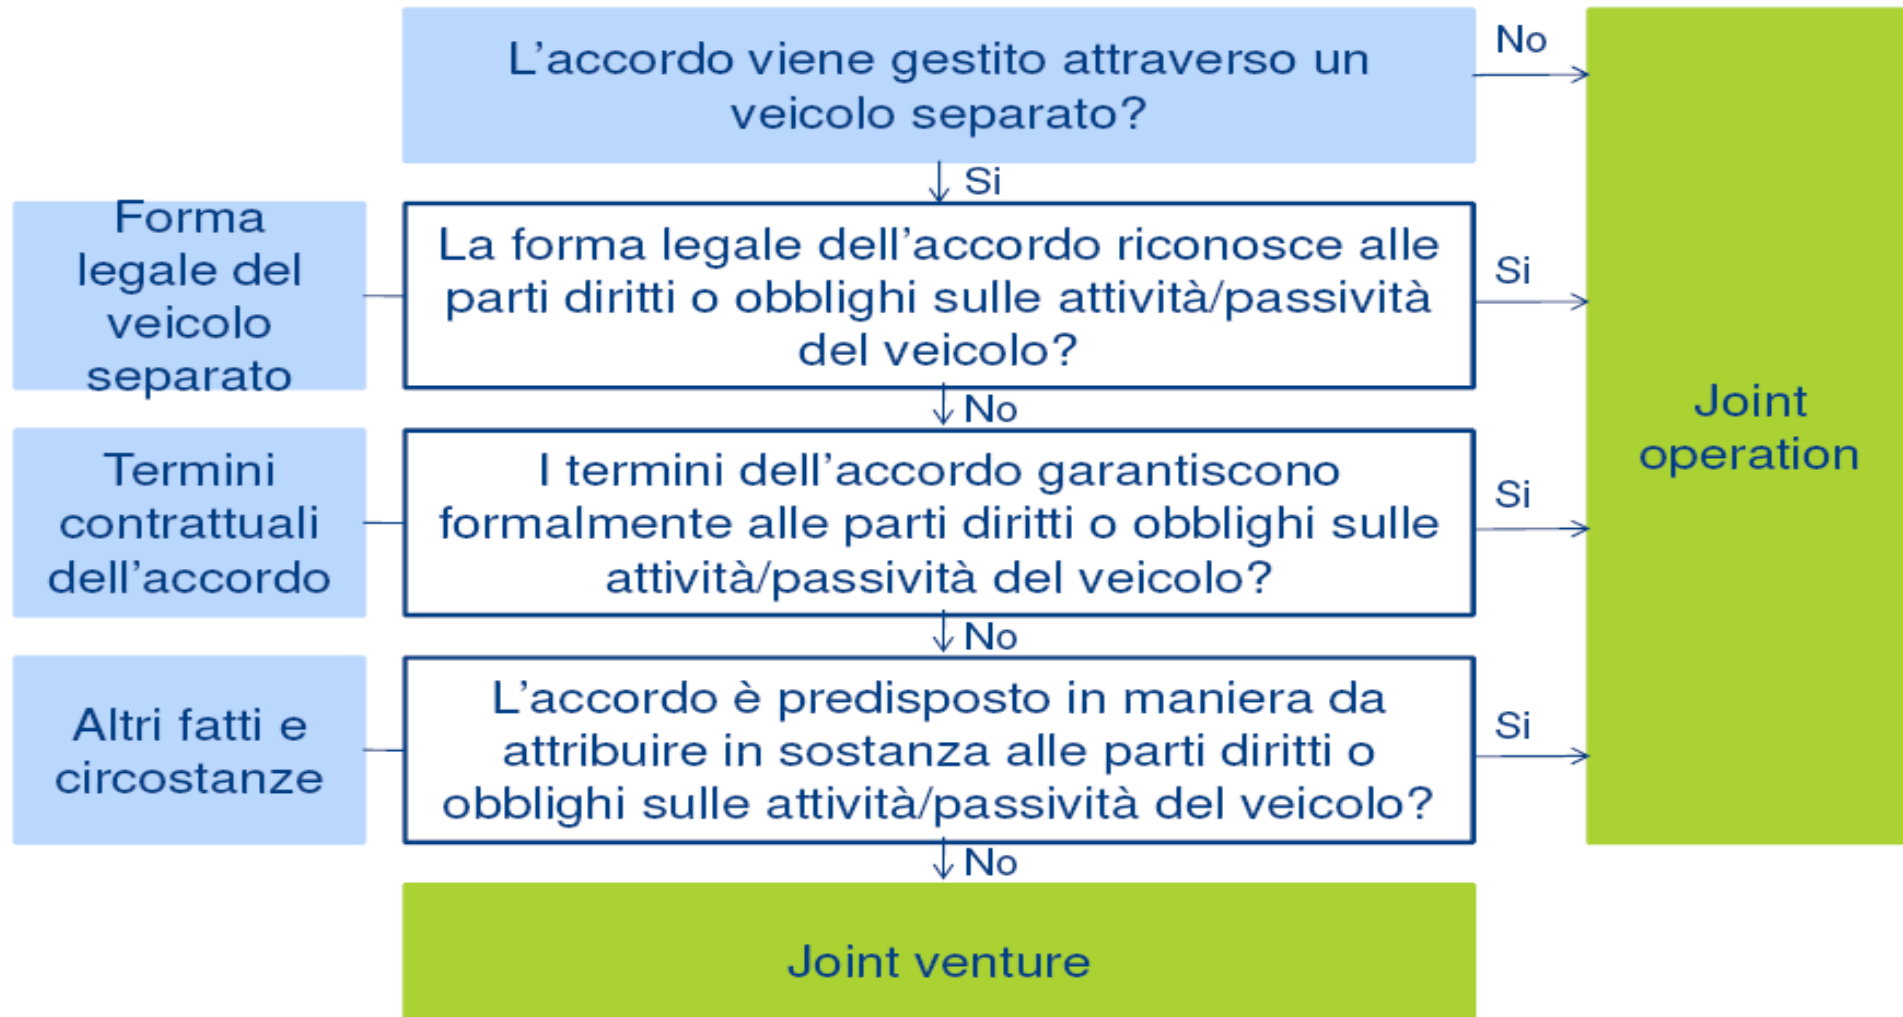 L'accordo viene gestito attraverso un
veicolo separato?
No
Si
Forma
legale del
veicolo
separato
La forma legale dell'accordo riconosce alle
parti diritti o obblighi sulle attività/passività
del veicolo?
Si
No
Termini
contrattuali
dell'accordo
I termini dell'accordo garantiscono
formalmente alle parti diritti o obblighi sulle
attività/passività del veicolo?
Si
No
Altri fatti e
circostanze
L'accordo è predisposto in maniera da
attribuire in sostanza alle parti diritti o
obblighi sulle attività/passività del veicolo?
Si
No
Joint
operation
Joint venture